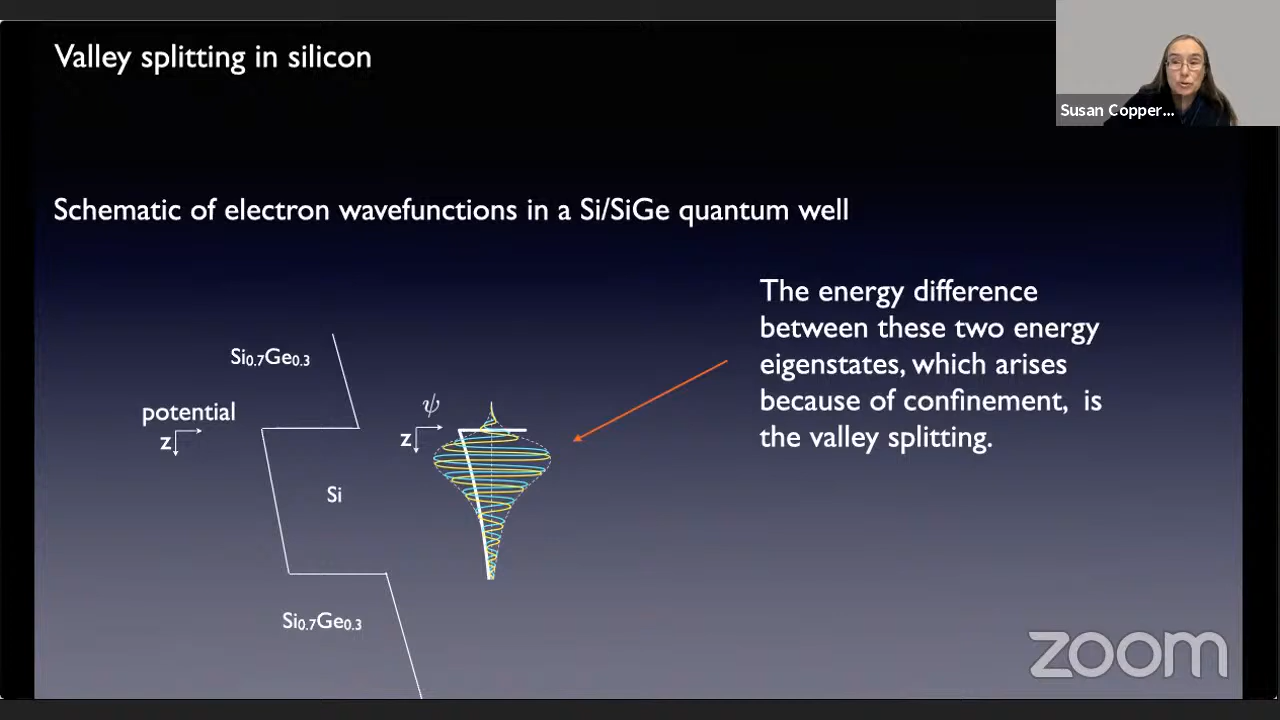 Valley splitting in silicon
Susan Copper...
Schematic of electron wavefunctions in a Si/SiGe quantum well
The energy difference
between these two energy
eigenstates, which arises
because of confinement, is
the valley splitting.
Si₀.₇Ge₀.₃
potential
z
ψ
z
Si
Si₀.₇Ge₀.₃
zoom